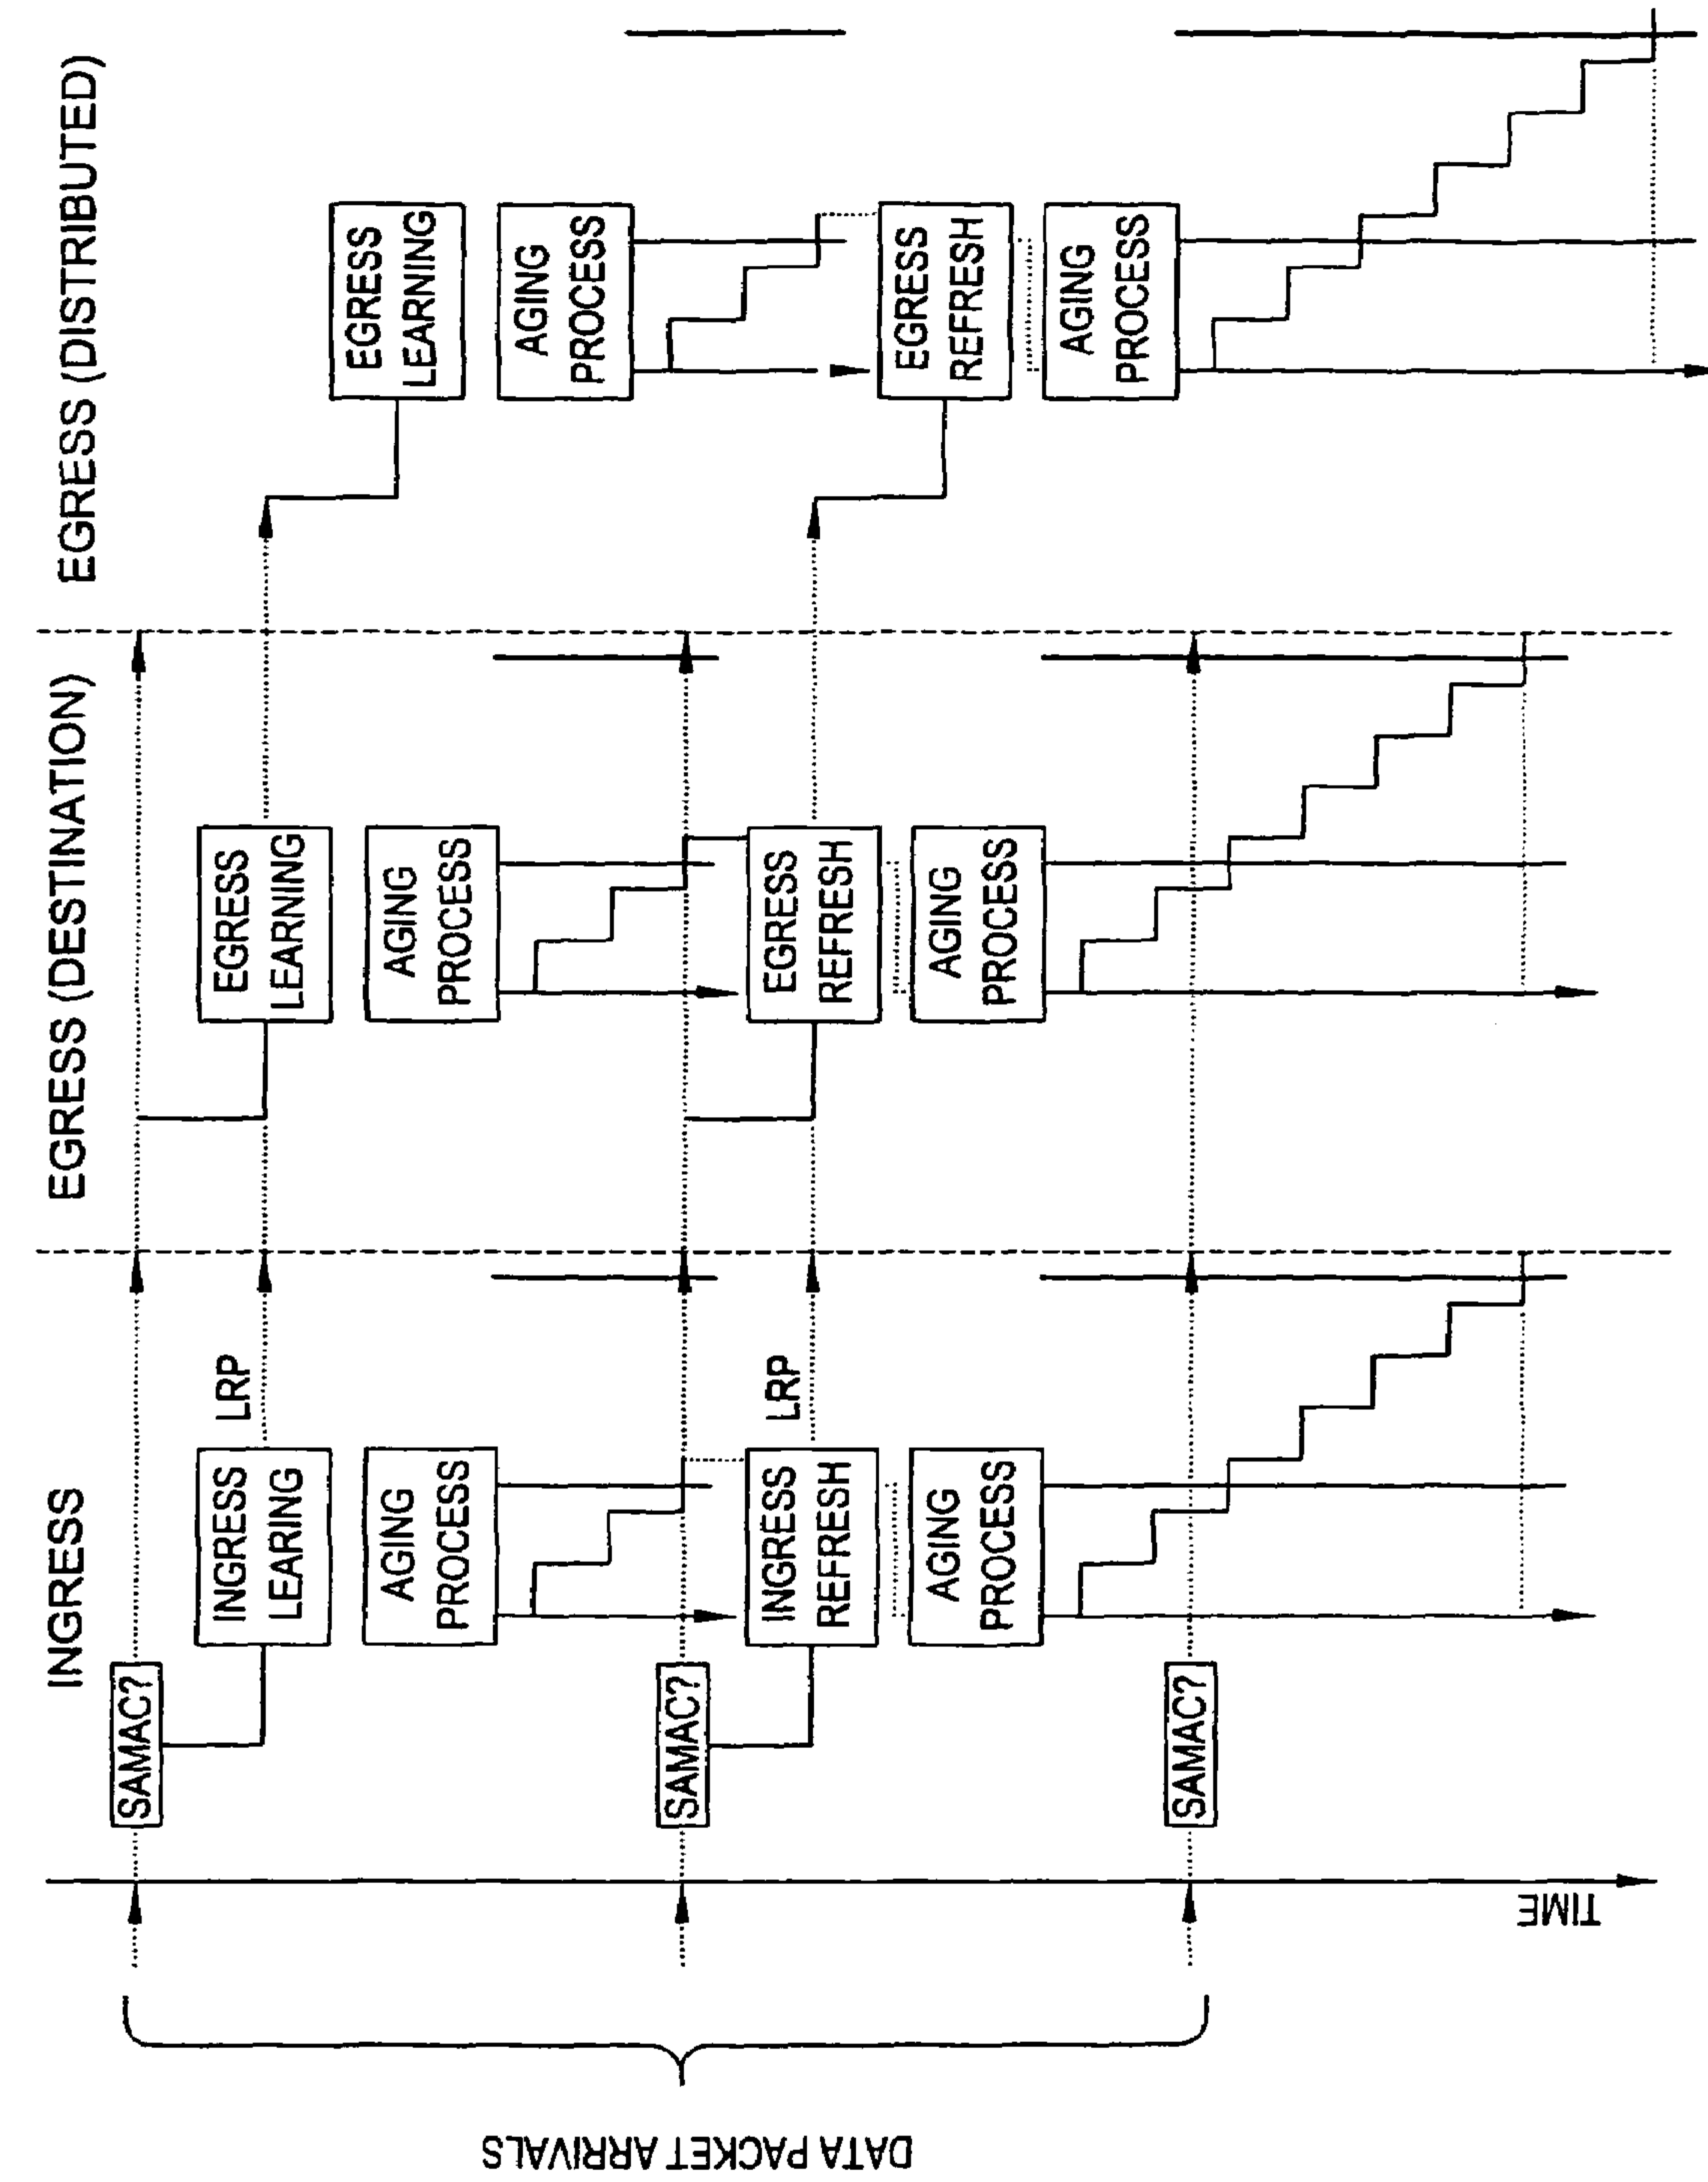 INGRESS
EGRESS (DESTINATION)
EGRESS (DISTRIBUTED)
SAMAC?
INGRESS
LEARING
LRP
EGRESS
LEARNING
EGRESS
LEARNING
AGING
PROCESS
AGING
PROCESS
AGING
PROCESS
SAMAC?
INGRESS
REFRESH
LRP
EGRESS
REFRESH
EGRESS
REFRESH
AGING
PROCESS
AGING
PROCESS
AGING
PROCESS
SAMAC?
TIME
DATA PACKET ARRIVALS